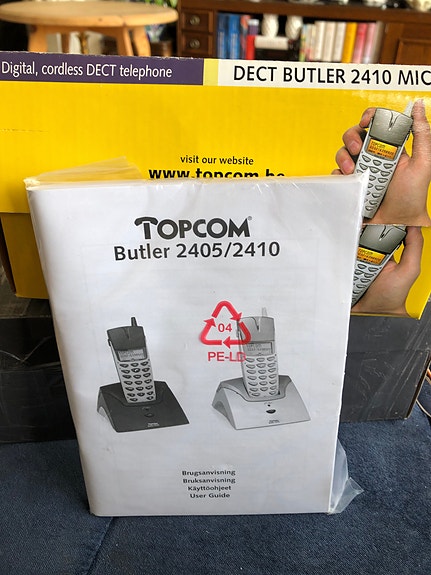 Digital, cordless DECT telephone
DECT BUTLER 2410 MIC
visit our website
www.topcom.be
TOPCOM
TOPCOM®
Butler 2405/2410
04
PE-LD
Brugsanvisning
Bruksanvisning
Käyttöohjeet
User Guide